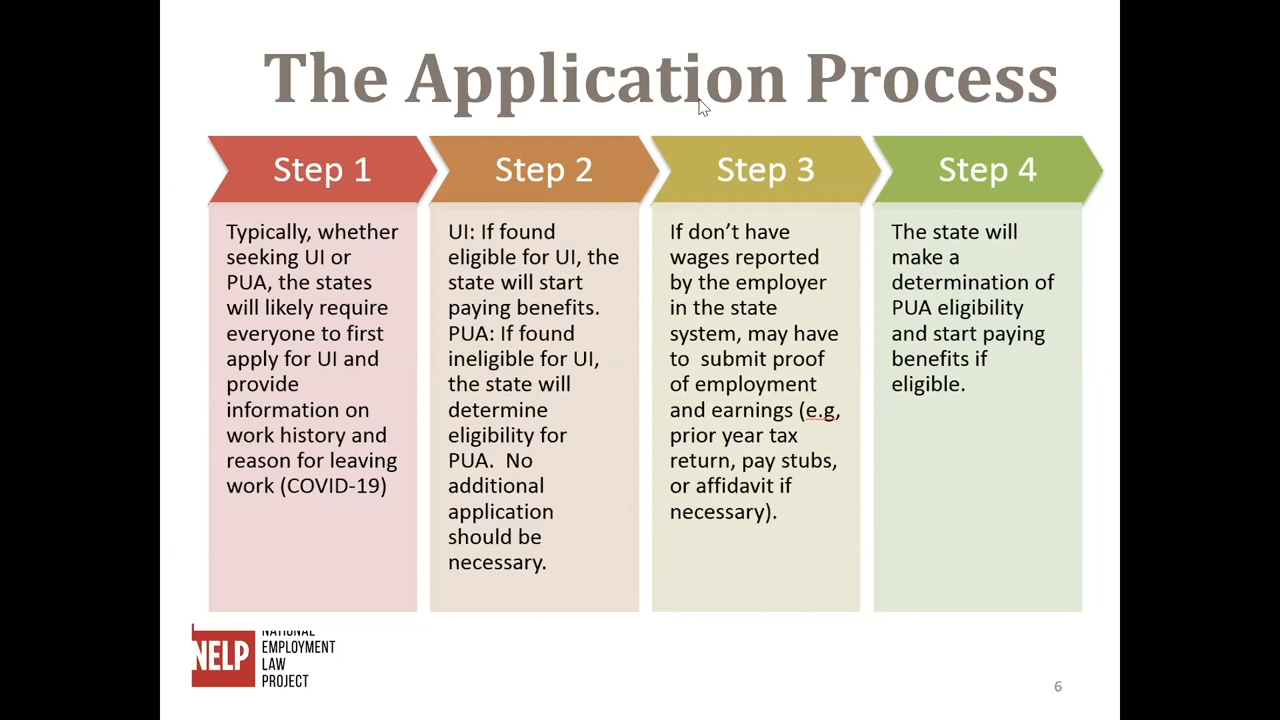 The Application Process
Step 1
Typically, whether
seeking UI or
PUA, the states
will likely require
everyone to first
apply for UI and
provide
information on
work history and
reason for leaving
work (COVID-19)
Step 2
UI: If found
eligible for UI, the
state will start
paying benefits.
PUA: If found
ineligible for UI,
the state will
determine
eligibility for
PUA.  No
additional
application
should be
necessary.
Step 3
If don’t have
wages reported
by the employer
in the state
system, may have
to  submit proof
of employment
and earnings (e.g,
prior year tax
return, pay stubs,
or affidavit if
necessary).
Step 4
The state will
make a
determination of
PUA eligibility
and start paying
benefits if
eligible.
NELP
NATIONAL
EMPLOYMENT
LAW
PROJECT
6